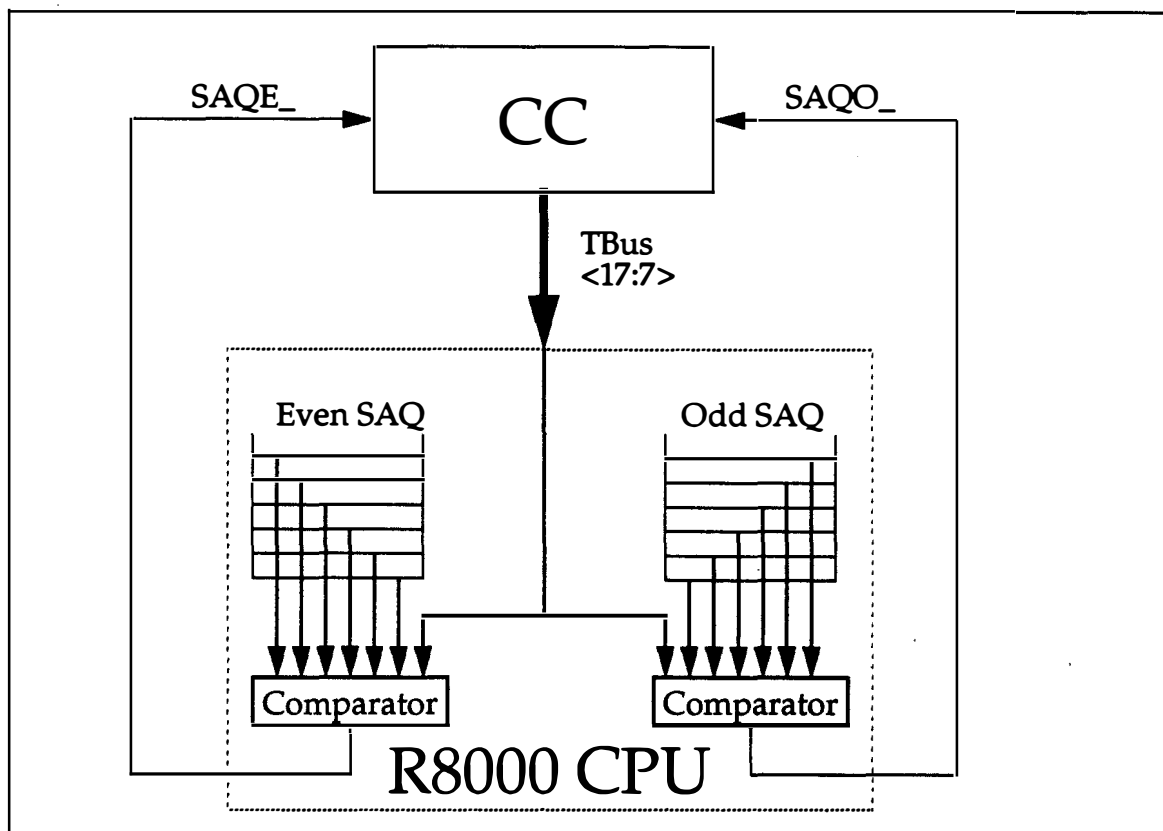 SAQE_
CC
SAQO_
TBus
<17:7>
Even SAQ
Odd SAQ
Comparator
Comparator
R8000 CPU